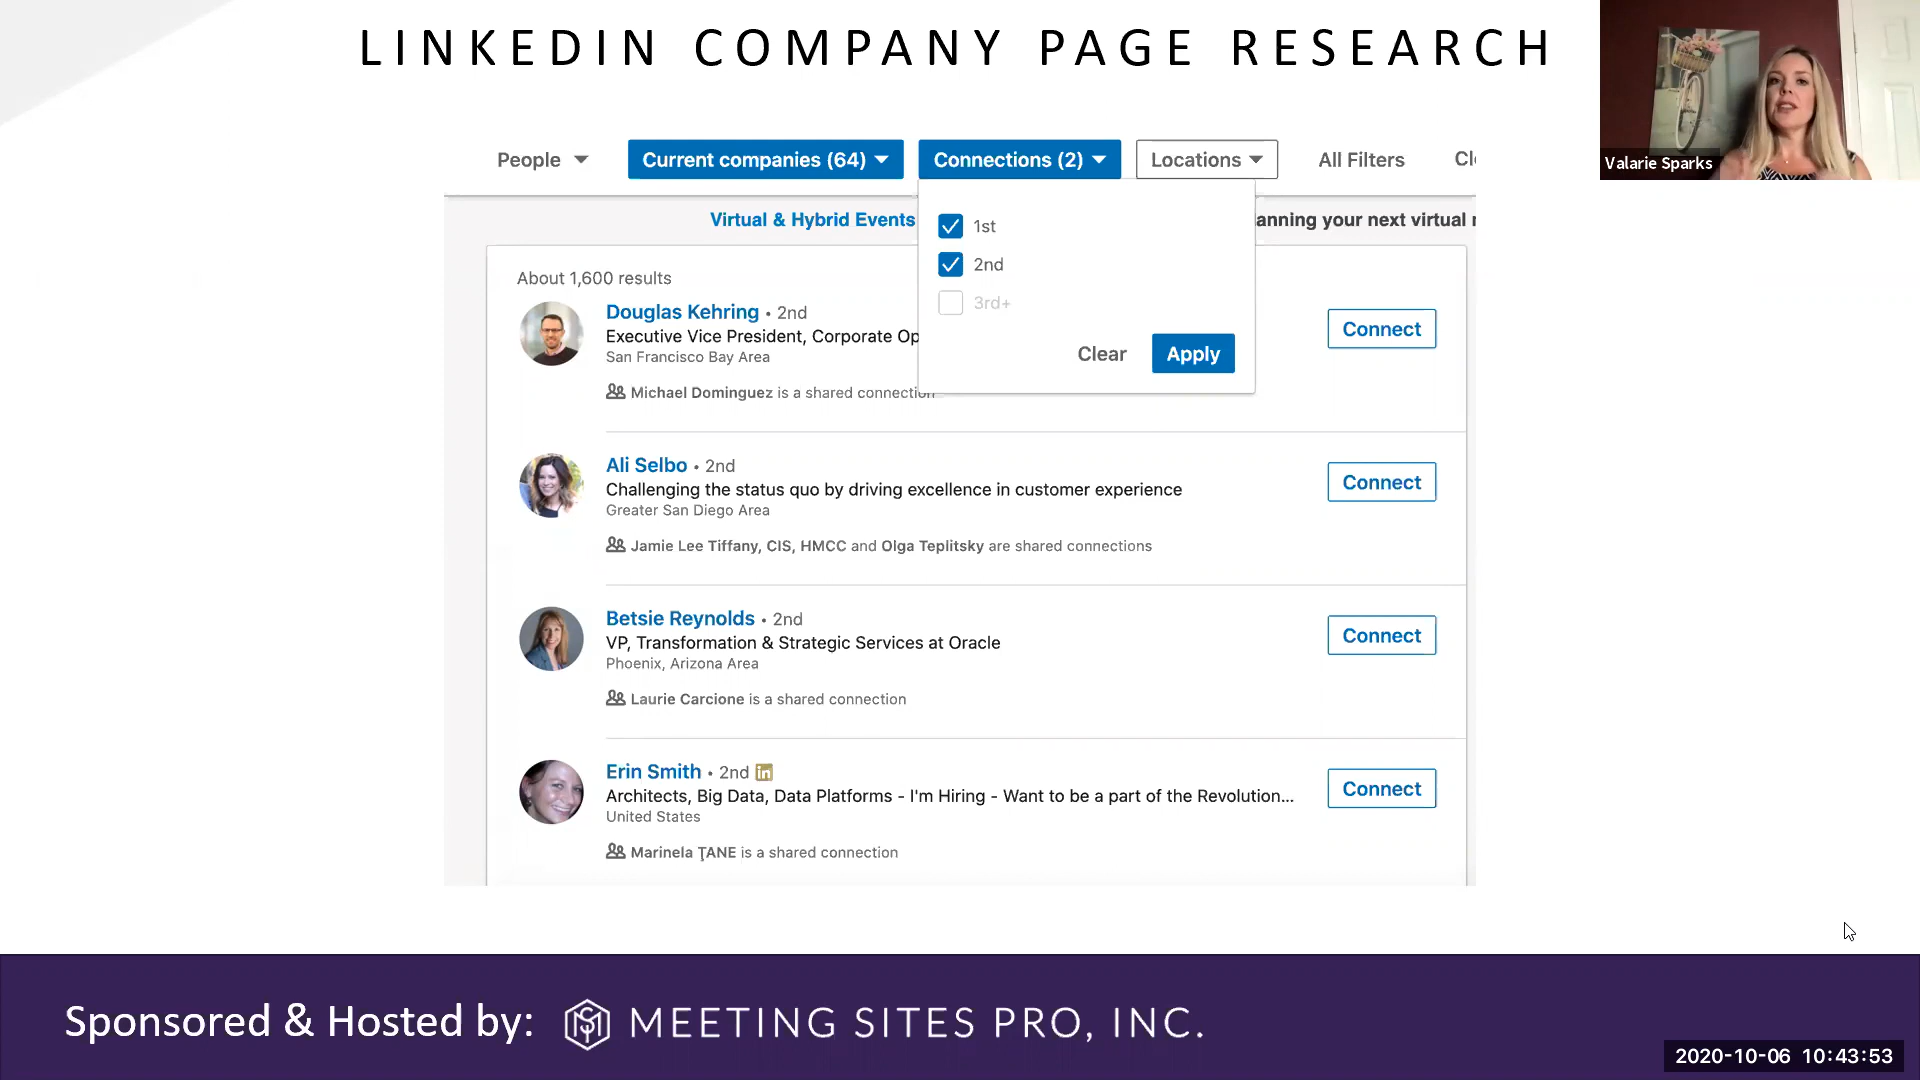 LINKEDIN COMPANY PAGE RESEARCH
Valarie Sparks
People
Current companies (64)
Connections (2)
Locations
All Filters
1st
2nd
3rd+
Clear
Apply
Virtual & Hybrid Events
anning your next virtual
About 1,600 results
Douglas Kehring • 2nd
Executive Vice President, Corporate Op
San Francisco Bay Area
Michael Dominguez is a shared connection
Connect
Ali Selbo • 2nd
Challenging the status quo by driving excellence in customer experience
Greater San Diego Area
Jamie Lee Tiffany, CIS, HMCC and Olga Teplitsky are shared connections
Connect
Betsie Reynolds • 2nd
VP, Transformation & Strategic Services at Oracle
Phoenix, Arizona Area
Laurie Carcione is a shared connection
Connect
Erin Smith • 2nd in
Architects, Big Data, Data Platforms - I'm Hiring - Want to be a part of the Revolution...
United States
Marinela ȚANE is a shared connection
Connect
Sponsored & Hosted by:
MEETING SITES PRO, INC.
2020-10-06 10:43:53